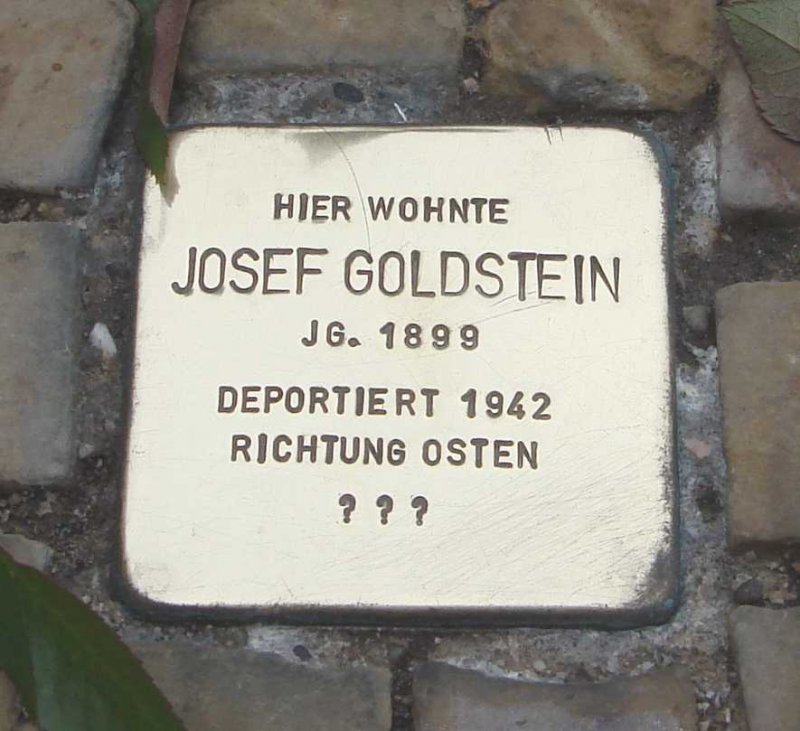 HIER WOHNTE
JOSEF GOLDSTEIN
JG. 1899
DEPORTIERT 1942
RICHTUNG OSTEN
? ? ?